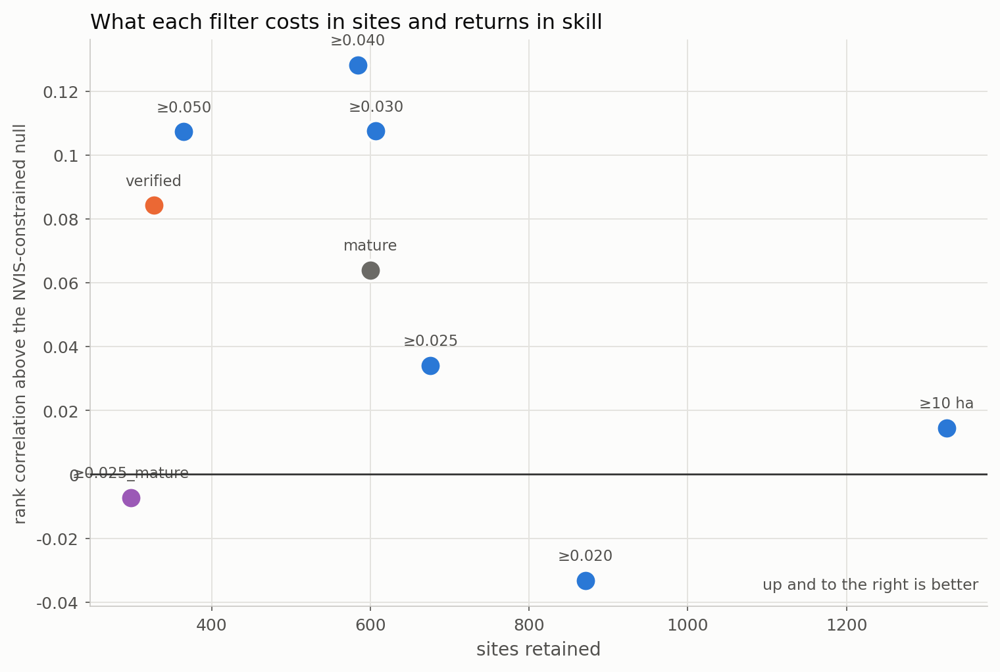 What each filter costs in sites and returns in skill
≥0.040
0.12
≥0.050
≥0.030
0.1
verified
0.08
mature
0.06
0.04
≥0.025
0.02
≥10 ha
0
≥0.025_mature
-0.02
≥0.020
up and to the right is better
-0.04
400
600
800
1000
1200
sites retained
rank correlation above the NVIS-constrained null